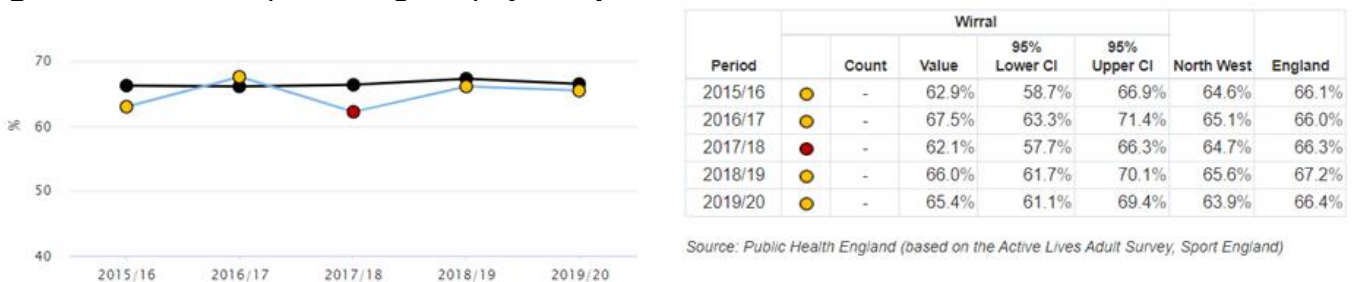 70
60
50
40
%
2015/16 2016/17 2017/18 2018/19 2019/20
Wirral
Period Count Value 95% Lower CI 95% Upper CI North West England
2015/16 - 62.9% 58.7% 66.9% 64.6% 66.1%
2016/17 - 67.5% 63.3% 71.4% 65.1% 66.0%
2017/18 - 62.1% 57.7% 66.3% 64.7% 66.3%
2018/19 - 66.0% 61.7% 70.1% 65.6% 67.2%
2019/20 - 65.4% 61.1% 69.4% 63.9% 66.4%
Source: Public Health England (based on the Active Lives Adult Survey, Sport England)